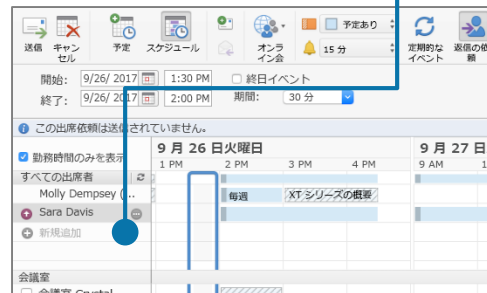 予定あり
送信 キャン
セル 予定 スケジュール オンラ
イン会 15 分 定期的な
イベント 返信の依
頼
開始: 9/26/ 2017 1:30 PM 終日イベント
終了: 9/26/ 2017 2:00 PM 期間: 30 分
この出席依頼は送信されていません。
勤務時間のみを表示 9 月 26 日火曜日 9 月 27 日
1 PM 2 PM 3 PM 4 PM 9 AM 1
すべての出席者
Molly Dempsey (... 毎週 XT シリーズの概要
Sara Davis
新規追加
会議室
会議室 Crystal